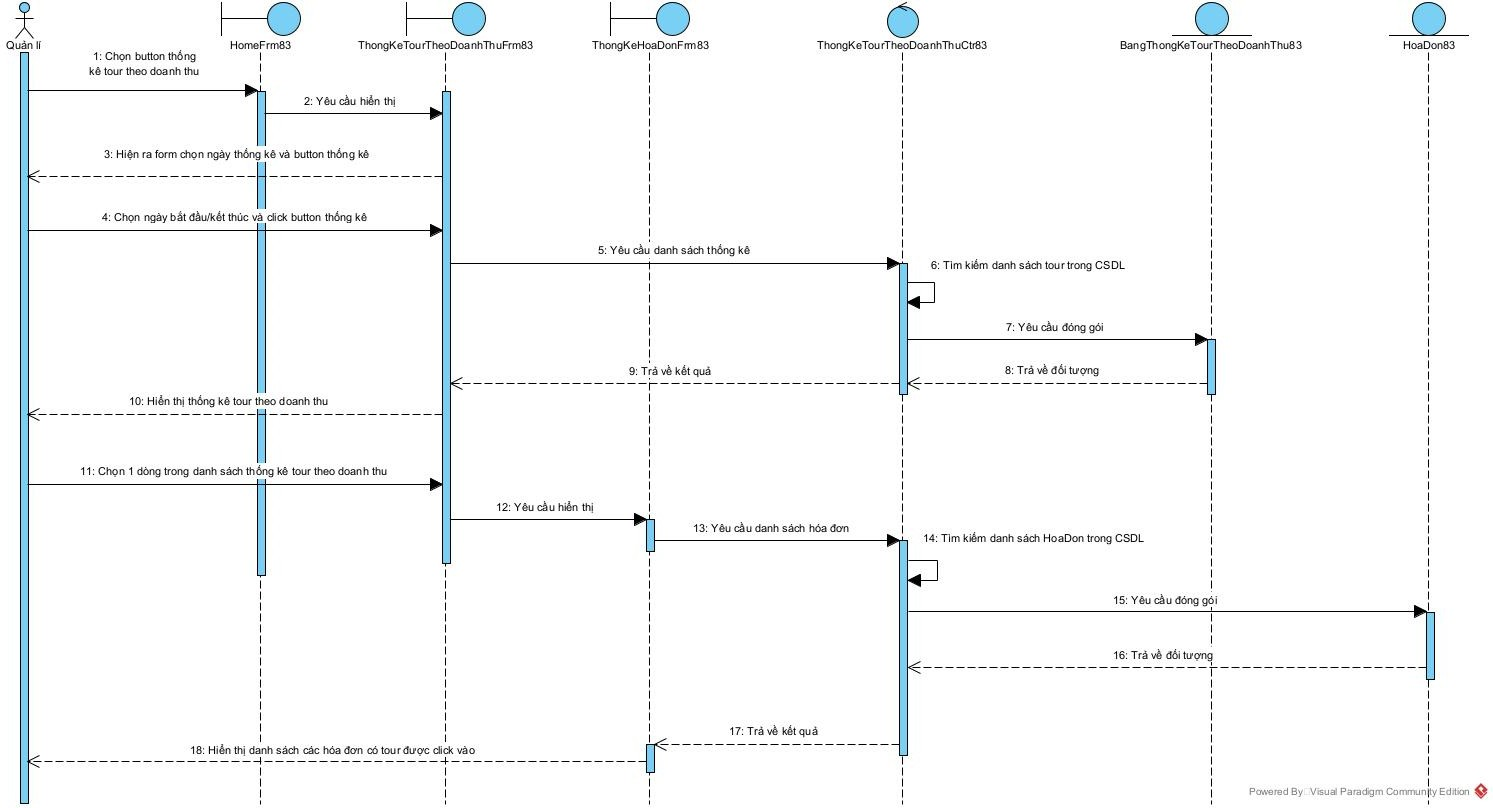 Quản lí
HomeFrm83
ThongKeTourTheoDoanhThuFrm83
ThongKeHoaDonFrm83
ThongKeTourTheoDoanhThuCtr83
BangThongKeTourTheoDoanhThu83
HoaDon83
1: Chọn button thống
kê tour theo doanh thu
2: Yêu cầu hiển thị
3: Hiện ra form chọn ngày thống kê và button thống kê
4: Chọn ngày bắt đầu/kết thúc và click button thống kê
5: Yêu cầu danh sách thống kê
6: Tìm kiếm danh sách tour trong CSDL
7: Yêu cầu đóng gói
8: Trả về đối tượng
9: Trả về kết quả
10: Hiển thị thống kê tour theo doanh thu
11: Chọn 1 dòng trong danh sách thống kê tour theo doanh thu
12: Yêu cầu hiển thị
13: Yêu cầu danh sách hóa đơn
14: Tìm kiếm danh sách HoaDon trong CSDL
15: Yêu cầu đóng gói
16: Trả về đối tượng
17: Trả về kết quả
18: Hiển thị danh sách các hóa đơn có tour được click vào
Powered By Visual Paradigm Community Edition